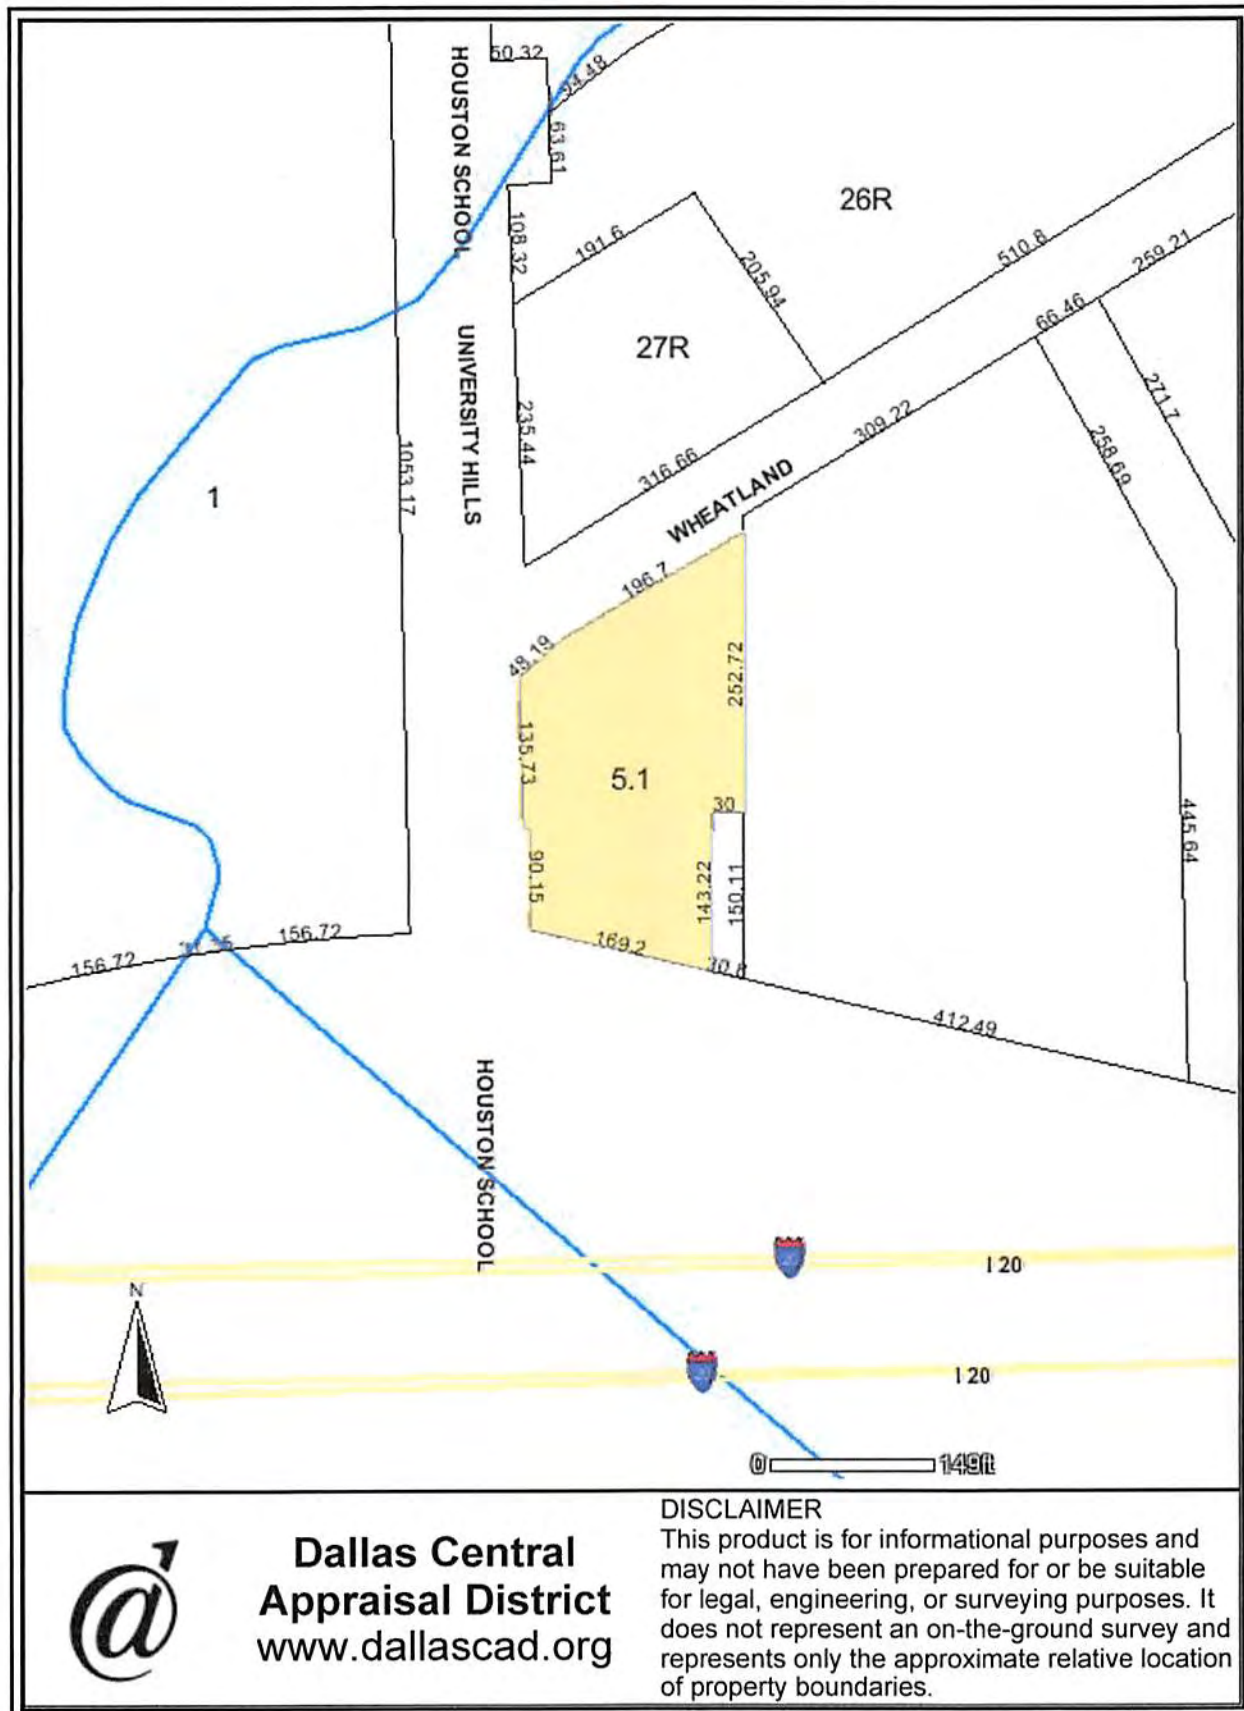 50.32
94.48
HOUSTON SCHOOL
63.61
26R
108.32
191.6
205.94
510.8
259.21
66.46
27R
UNIVERSITY HILLS
235.44
316.66
309.22
271.7
258.69
1053.17
1
WHEATLAND
196.7
48.19
252.72
135.73
5.1
30
445.64
90.15
143.22
150.11
156.72
156.72
169.2
30.8
412.49
HOUSTON SCHOOL
I 20
N
I 20
0
149ft
DISCLAIMER
Dallas Central
Appraisal District
www.dallascad.org
This product is for informational purposes and
may not have been prepared for or be suitable
for legal, engineering, or surveying purposes. It
does not represent an on-the-ground survey and
represents only the approximate relative location
of property boundaries.